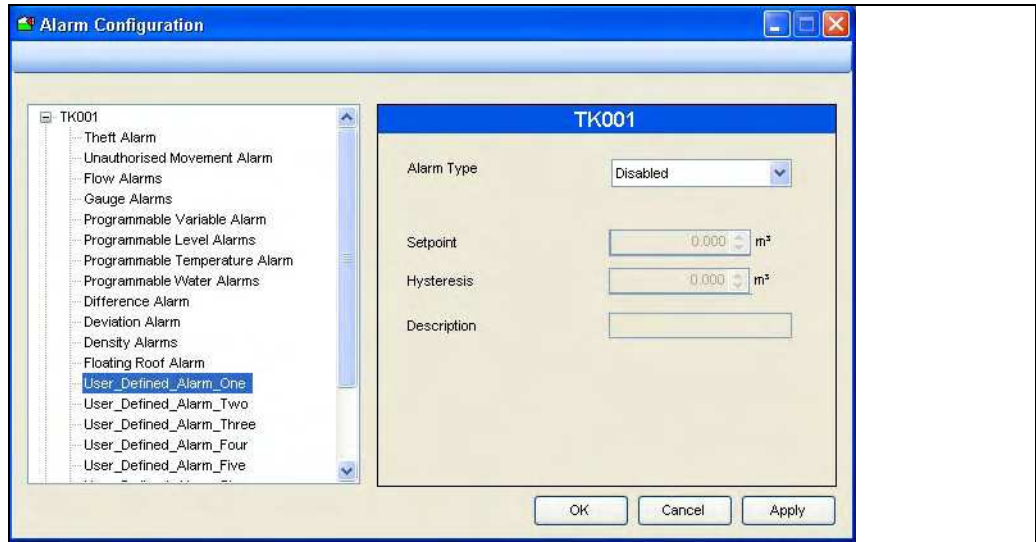 Alarm Configuration
TK001
Theft Alarm
Unauthorised Movement Alarm
Flow Alarms
Gauge Alarms
Programmable Variable Alarm
Programmable Level Alarms
Programmable Temperature Alarm
Programmable Water Alarms
Difference Alarm
Deviation Alarm
Density Alarms
Floating Roof Alarm
User_Defined_Alarm_One
User_Defined_Alarm_Two
User_Defined_Alarm_Three
User_Defined_Alarm_Four
User_Defined_Alarm_Five
TK001
Alarm Type Disabled
Setpoint 0.000 m³
Hysteresis 0.000 m³
Description
OK Cancel Apply